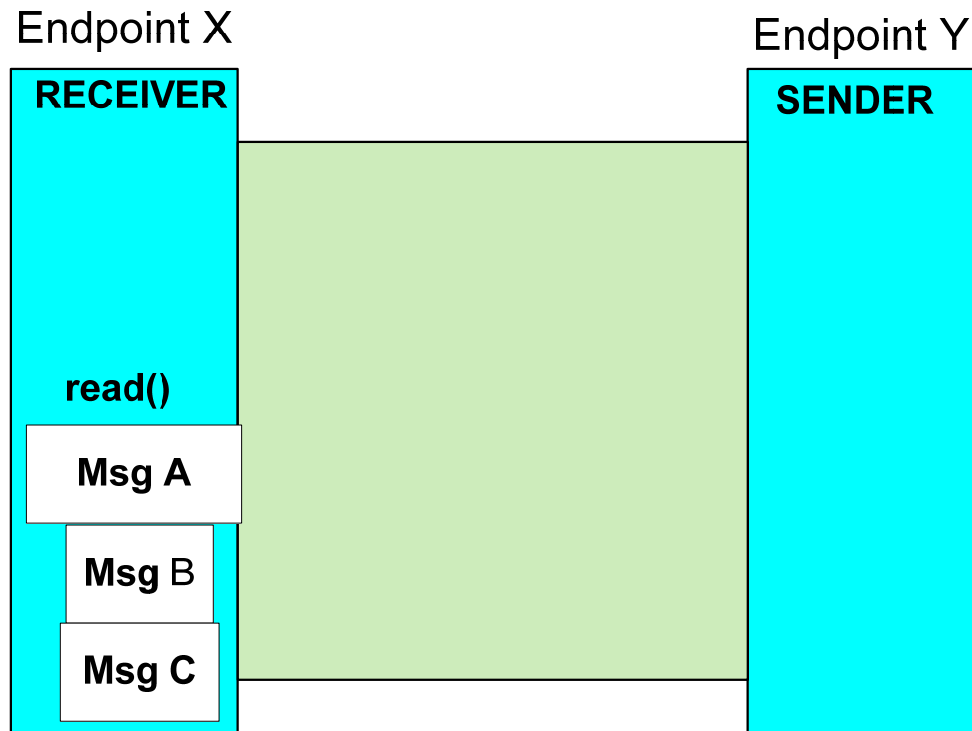 Endpoint X
Endpoint Y
RECEIVER
SENDER
read()
Msg A
Msg B
Msg C